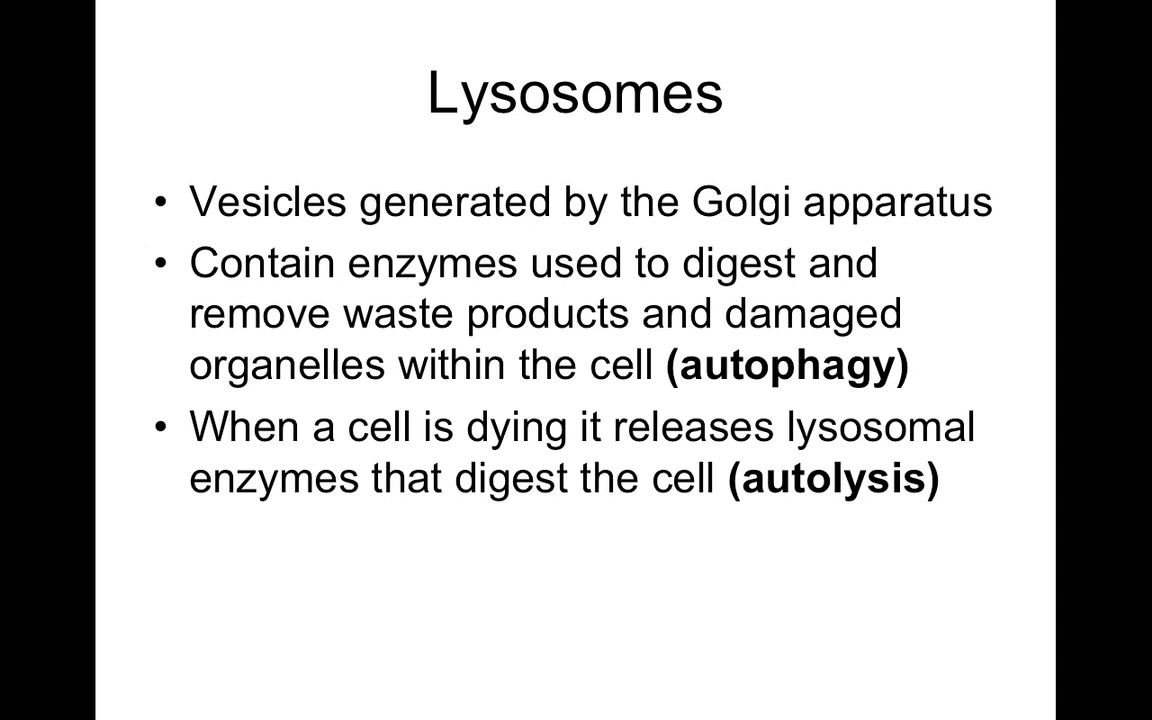 Lysosomes
• Vesicles generated by the Golgi apparatus
• Contain enzymes used to digest and
remove waste products and damaged
organelles within the cell (autophagy)
• When a cell is dying it releases lysosomal
enzymes that digest the cell (autolysis)